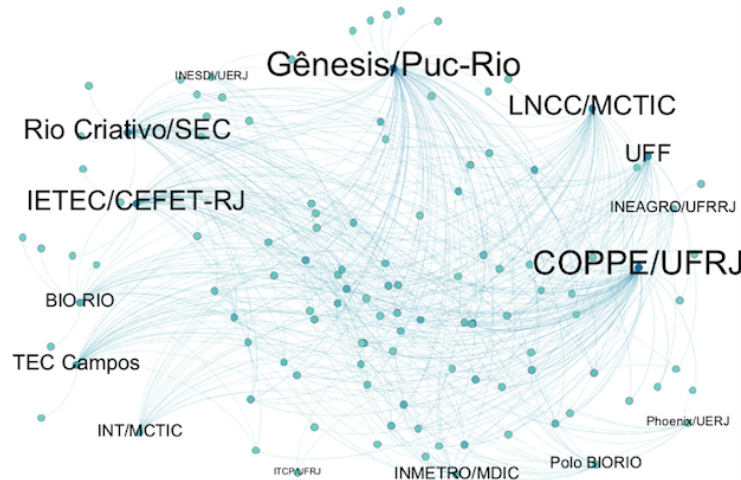 Gênesis/Puc-Rio
INESDI/UERJ
LNCC/MCTIC
Rio Criativo/SEC
UFF
IETEC/CEFET-RJ
INEAGRO/UFRRJ
COPPE/UFRJ
BIO RIO
TEC Campos
Phoenix/UERJ
INT/MCTIC
Polo BIORIO
ITCP/UFRJ
INMETRO/MDIC